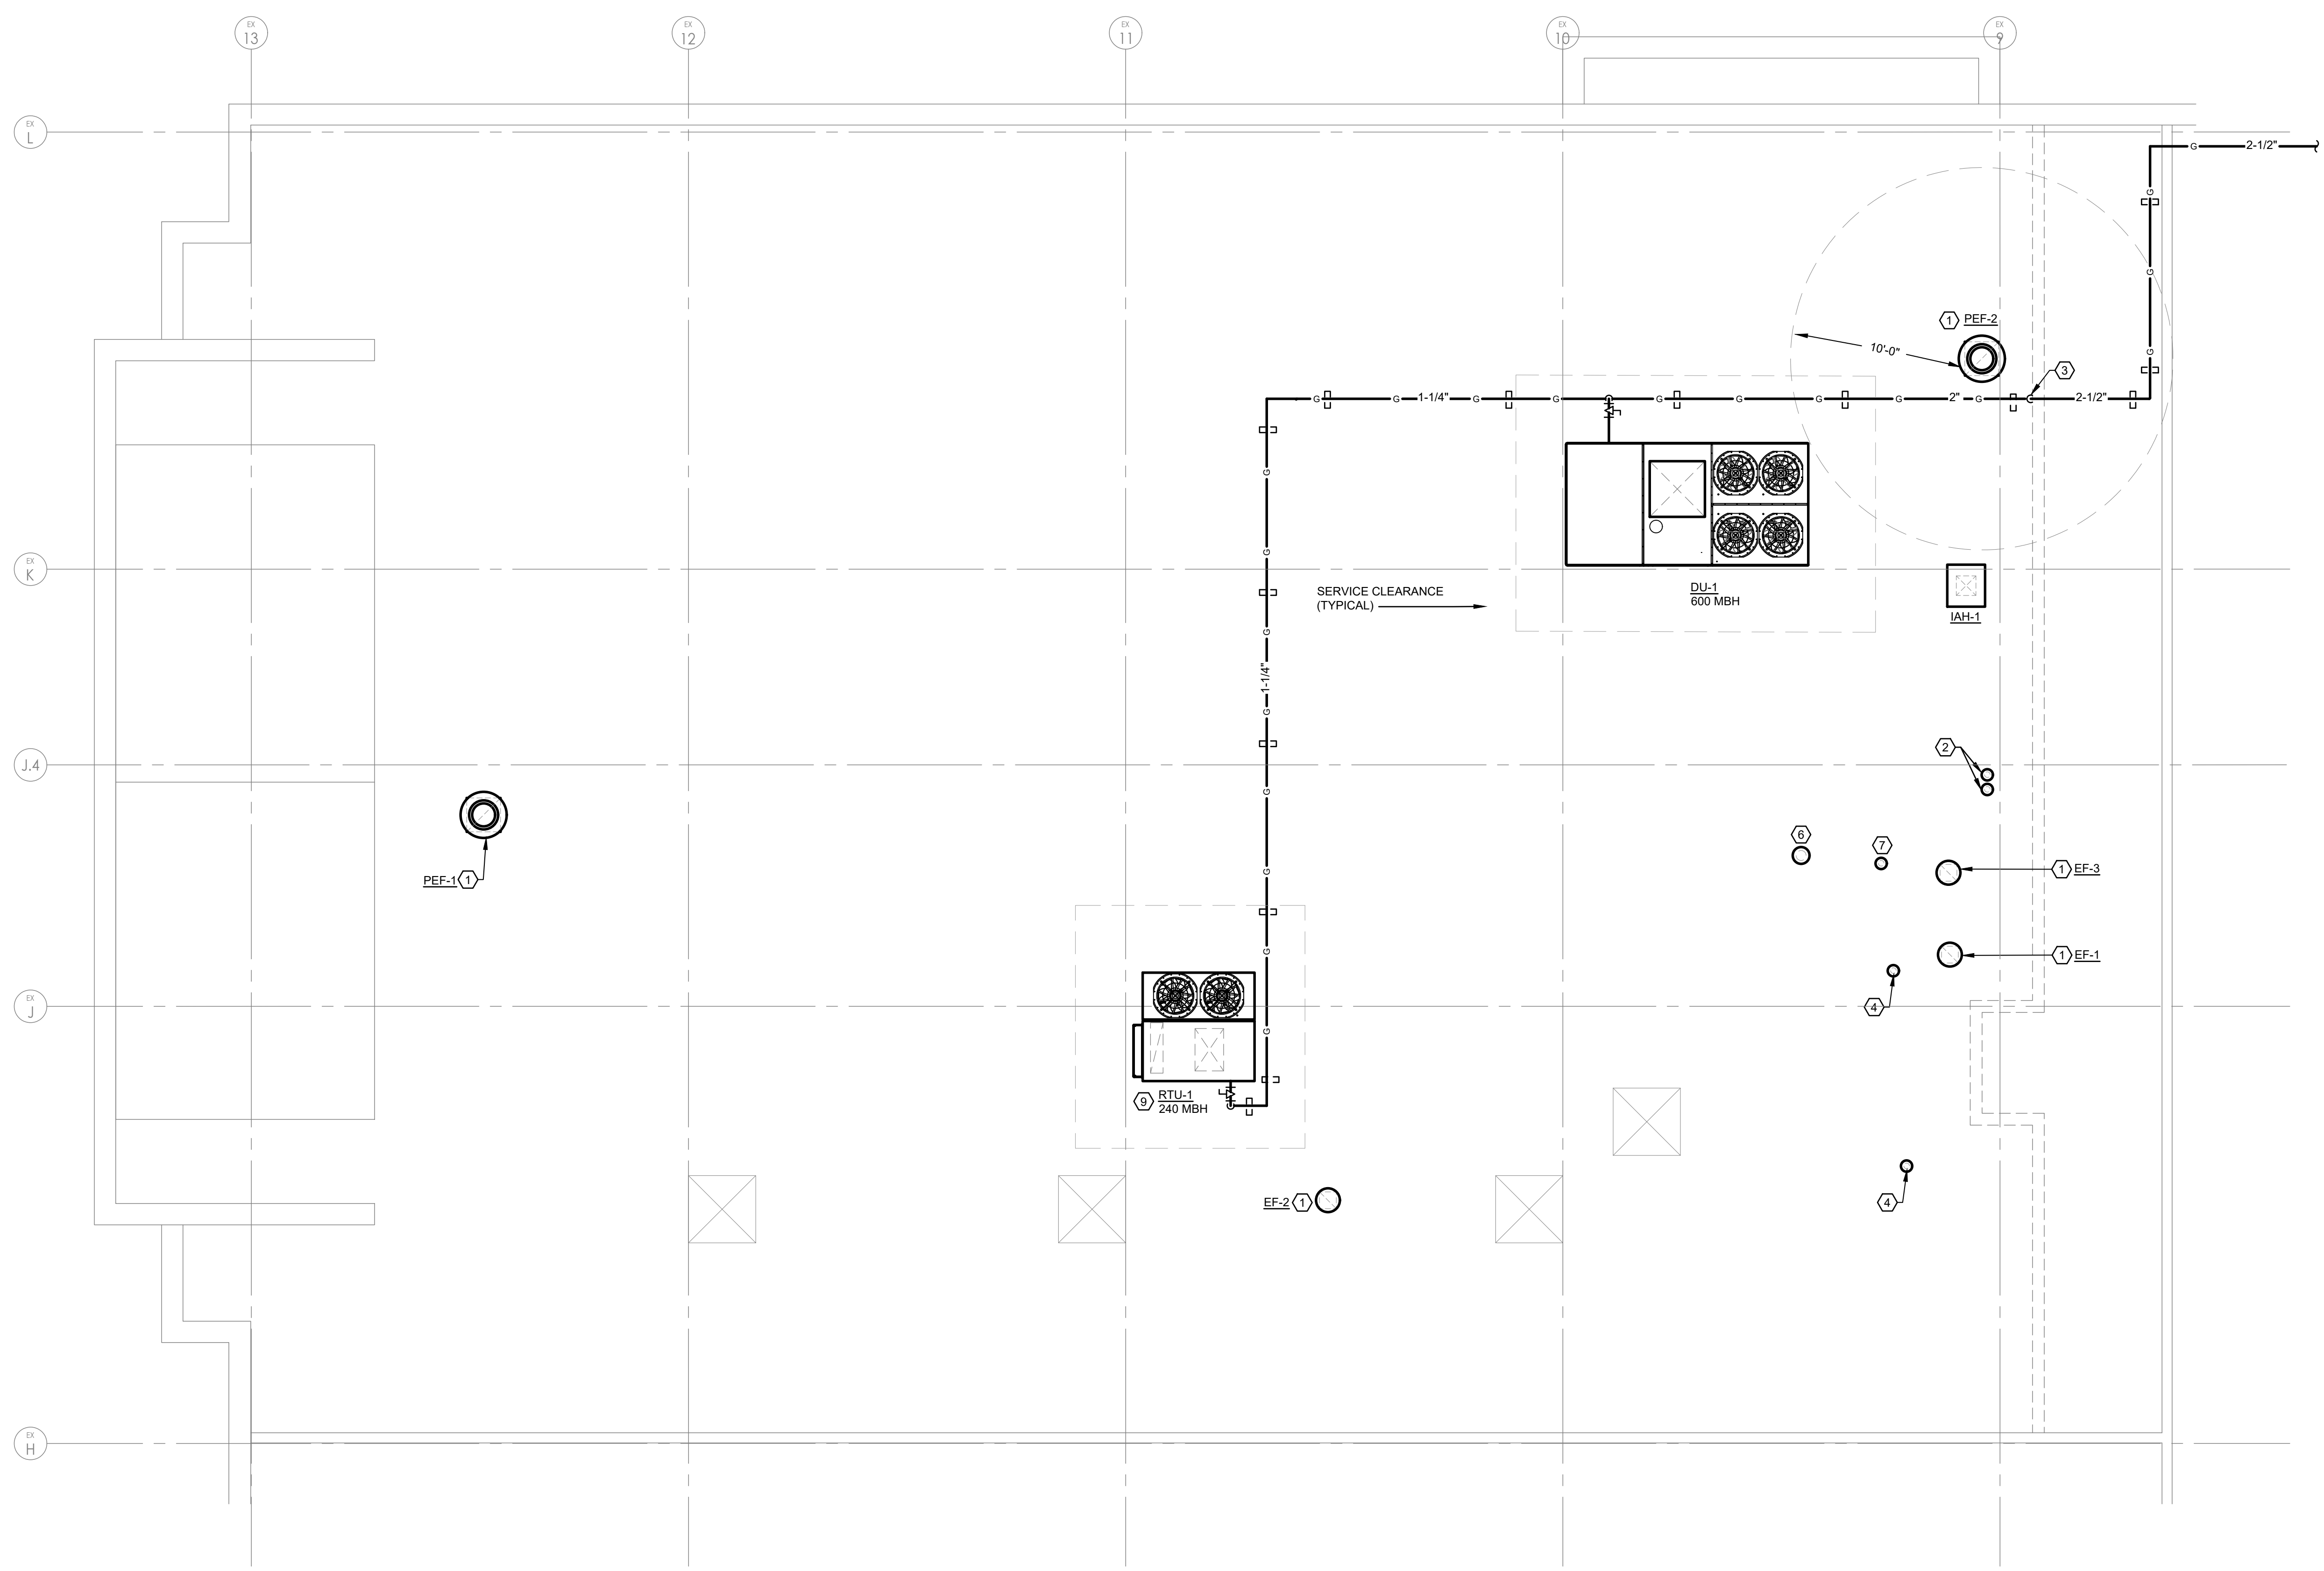 EX
13
EX
12
EX
11
EX
10
EX
9
EX
L
G
2-1/2"
G
G
G
1
PEF-2
10'-0"
3
G
G
1-1/4"
G
G
G
G
G
G
2"
G
2-1/2"
G
G
G
EX
K
SERVICE CLEARANCE
(TYPICAL)
DU-1
600 MBH
IAH-1
1-1/4"
G
2
J.4
G
6
7
PEF-1
1
G
1
EF-3
G
1
EF-1
EX
J
4
G
9
RTU-1
240 MBH
EF-2
1
4
EX
H